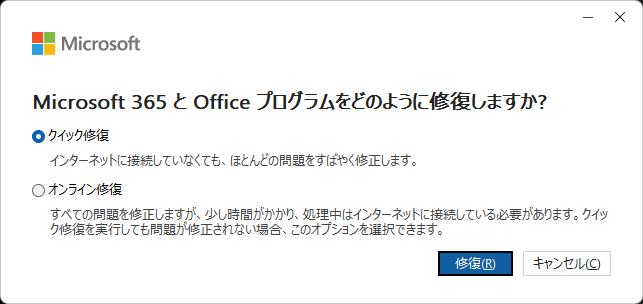 Microsoft
Microsoft 365 と Office プログラムをどのように修復しますか?
クイック修復
インターネットに接続していなくても、ほとんどの問題をすばやく修正します。
オンライン修復
すべての問題を修正しますが、少し時間がかかり、処理中はインターネットに接続している必要があります。クイッ
ク修復を実行しても問題が修正されない場合、このオプションを選択できます。
修復(R)
キャンセル(C)